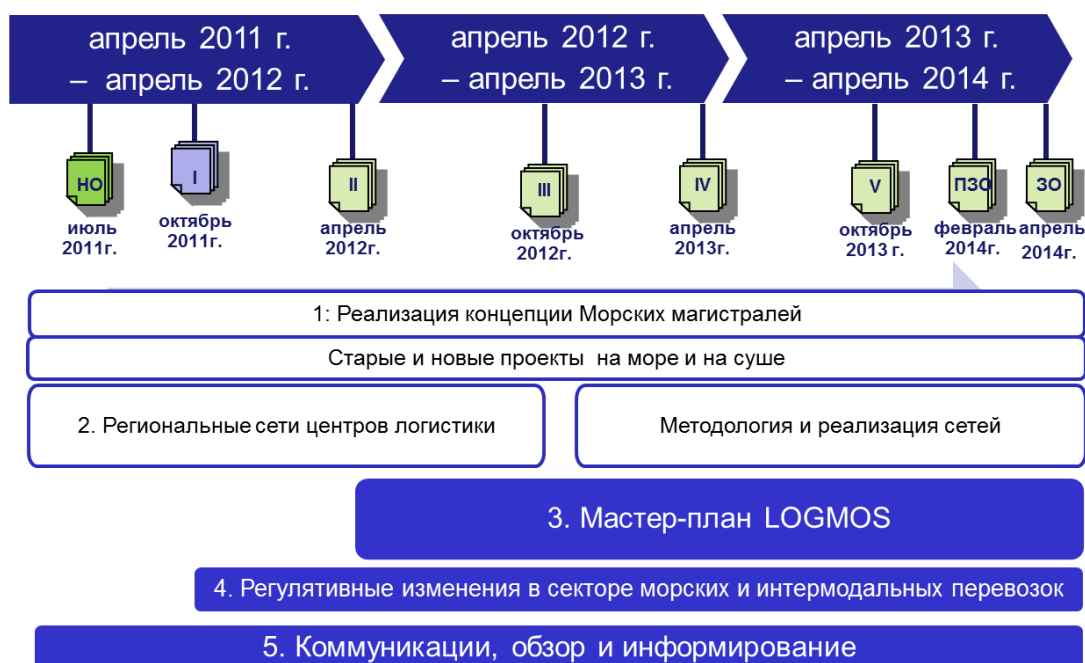 апрель 2011 г.
– апрель 2012 г.
апрель 2012 г.
– апрель 2013 г.
апрель 2013 г.
– апрель 2014 г.
НО
I
II
III
IV
V
ПЗО
ЗО
июль
2011г.
октябрь
2011г.
апрель
2012г.
октябрь
2012г.
апрель
2013г.
октябрь
2013 г.
февраль
2014г.
апрель
2014г.
1: Реализация концепции Морских магистралей
Старые и новые проекты на море и на суше
2. Региональные сети центров логистики
Методология и реализация сетей
3. Мастер-план LOGMOS
4. Регулятивные изменения в секторе морских и интермодальных перевозок
5. Коммуникации, обзор и информирование